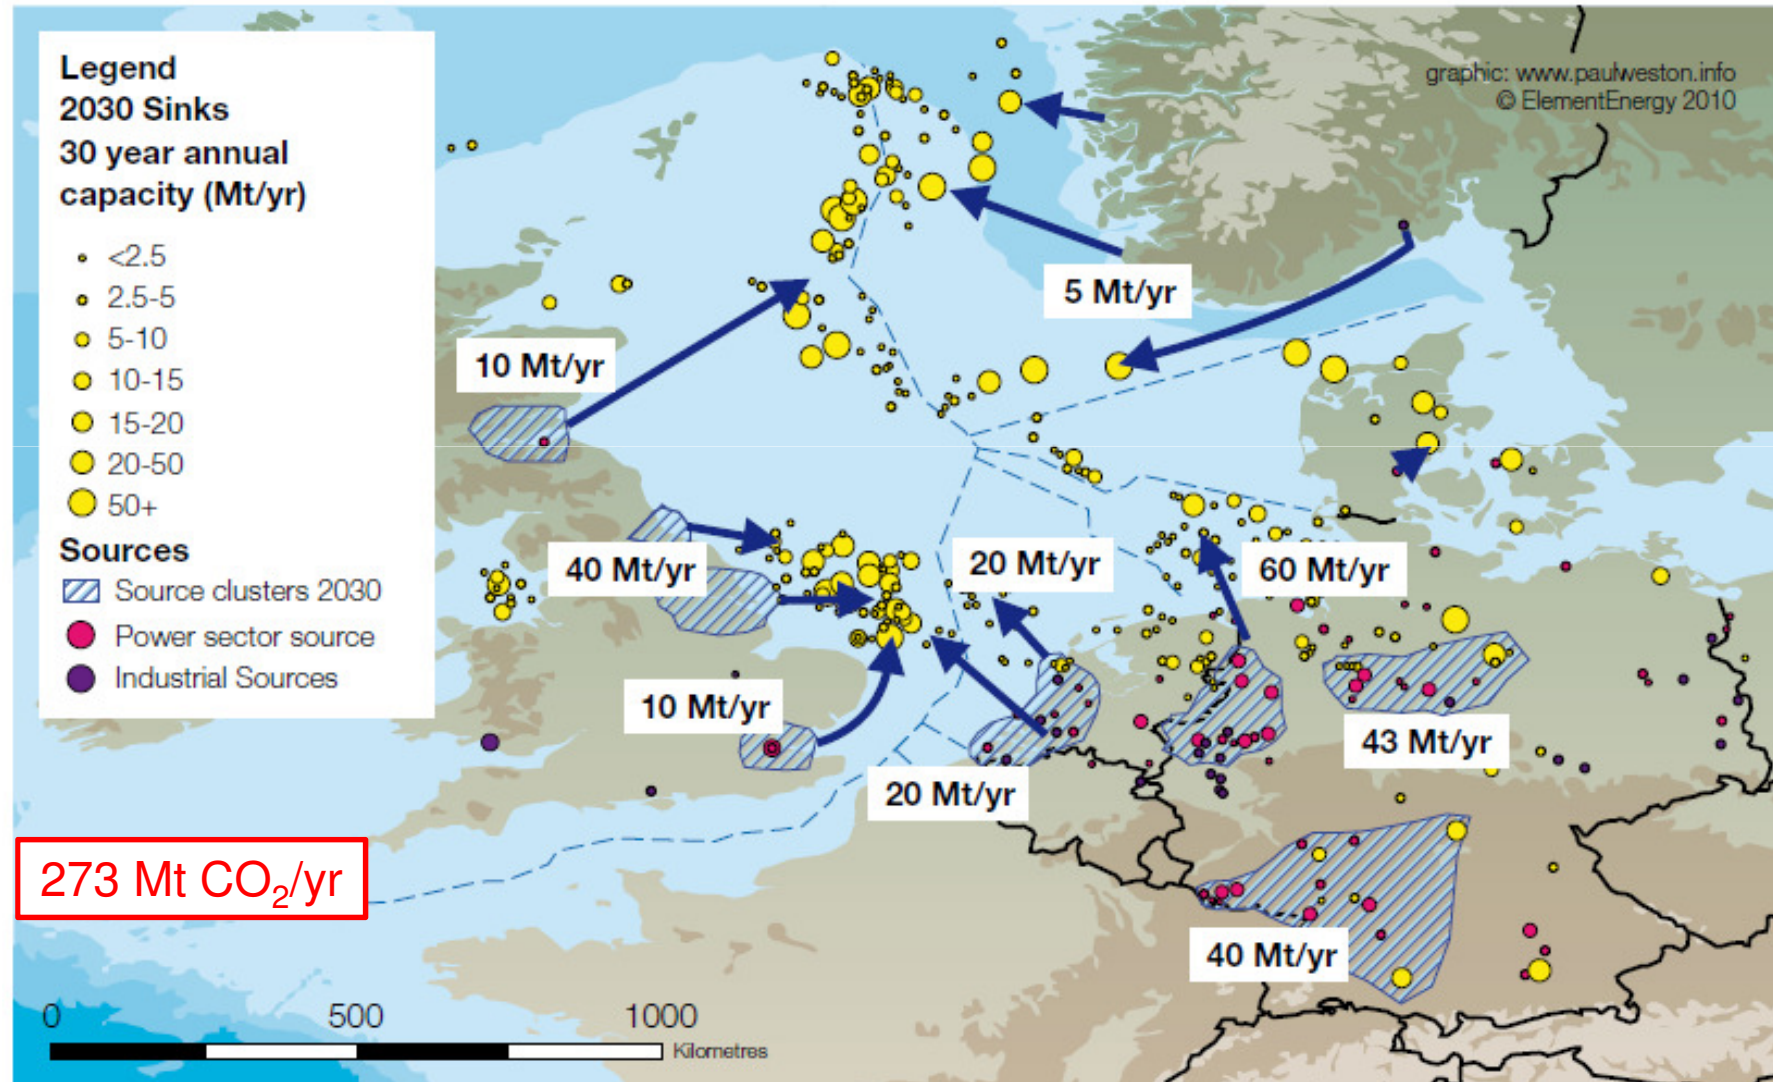 Legend
2030 Sinks
30 year annual
capacity (Mt/yr)
<2.5
2.5-5
5-10
10-15
15-20
20-50
50+
Sources
Source clusters 2030
Power sector source
Industrial Sources
graphic: www.paulweston.info
© ElementEnergy 2010
5 Mt/yr
10 Mt/yr
40 Mt/yr
20 Mt/yr
60 Mt/yr
10 Mt/yr
43 Mt/yr
20 Mt/yr
273 Mt CO₂/yr
40 Mt/yr
0 500 1000
Kilometres